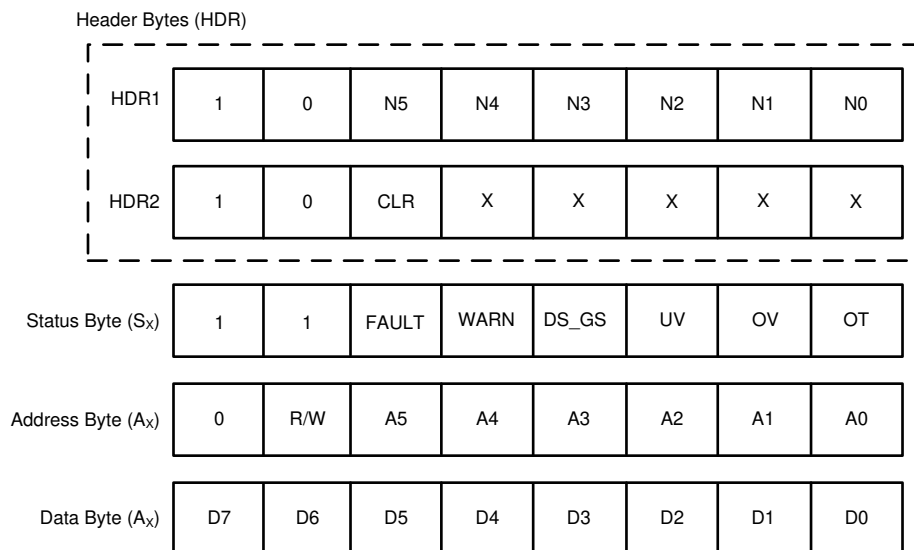 Header Bytes (HDR)
HDR1 1 0 N5 N4 N3 N2 N1 N0
HDR2 1 0 CLR X X X X X
Status Byte (SX) 1 1 FAULT WARN DS_GS UV OV OT
Address Byte (AX) 0 R/W A5 A4 A3 A2 A1 A0
Data Byte (AX) D7 D6 D5 D4 D3 D2 D1 D0